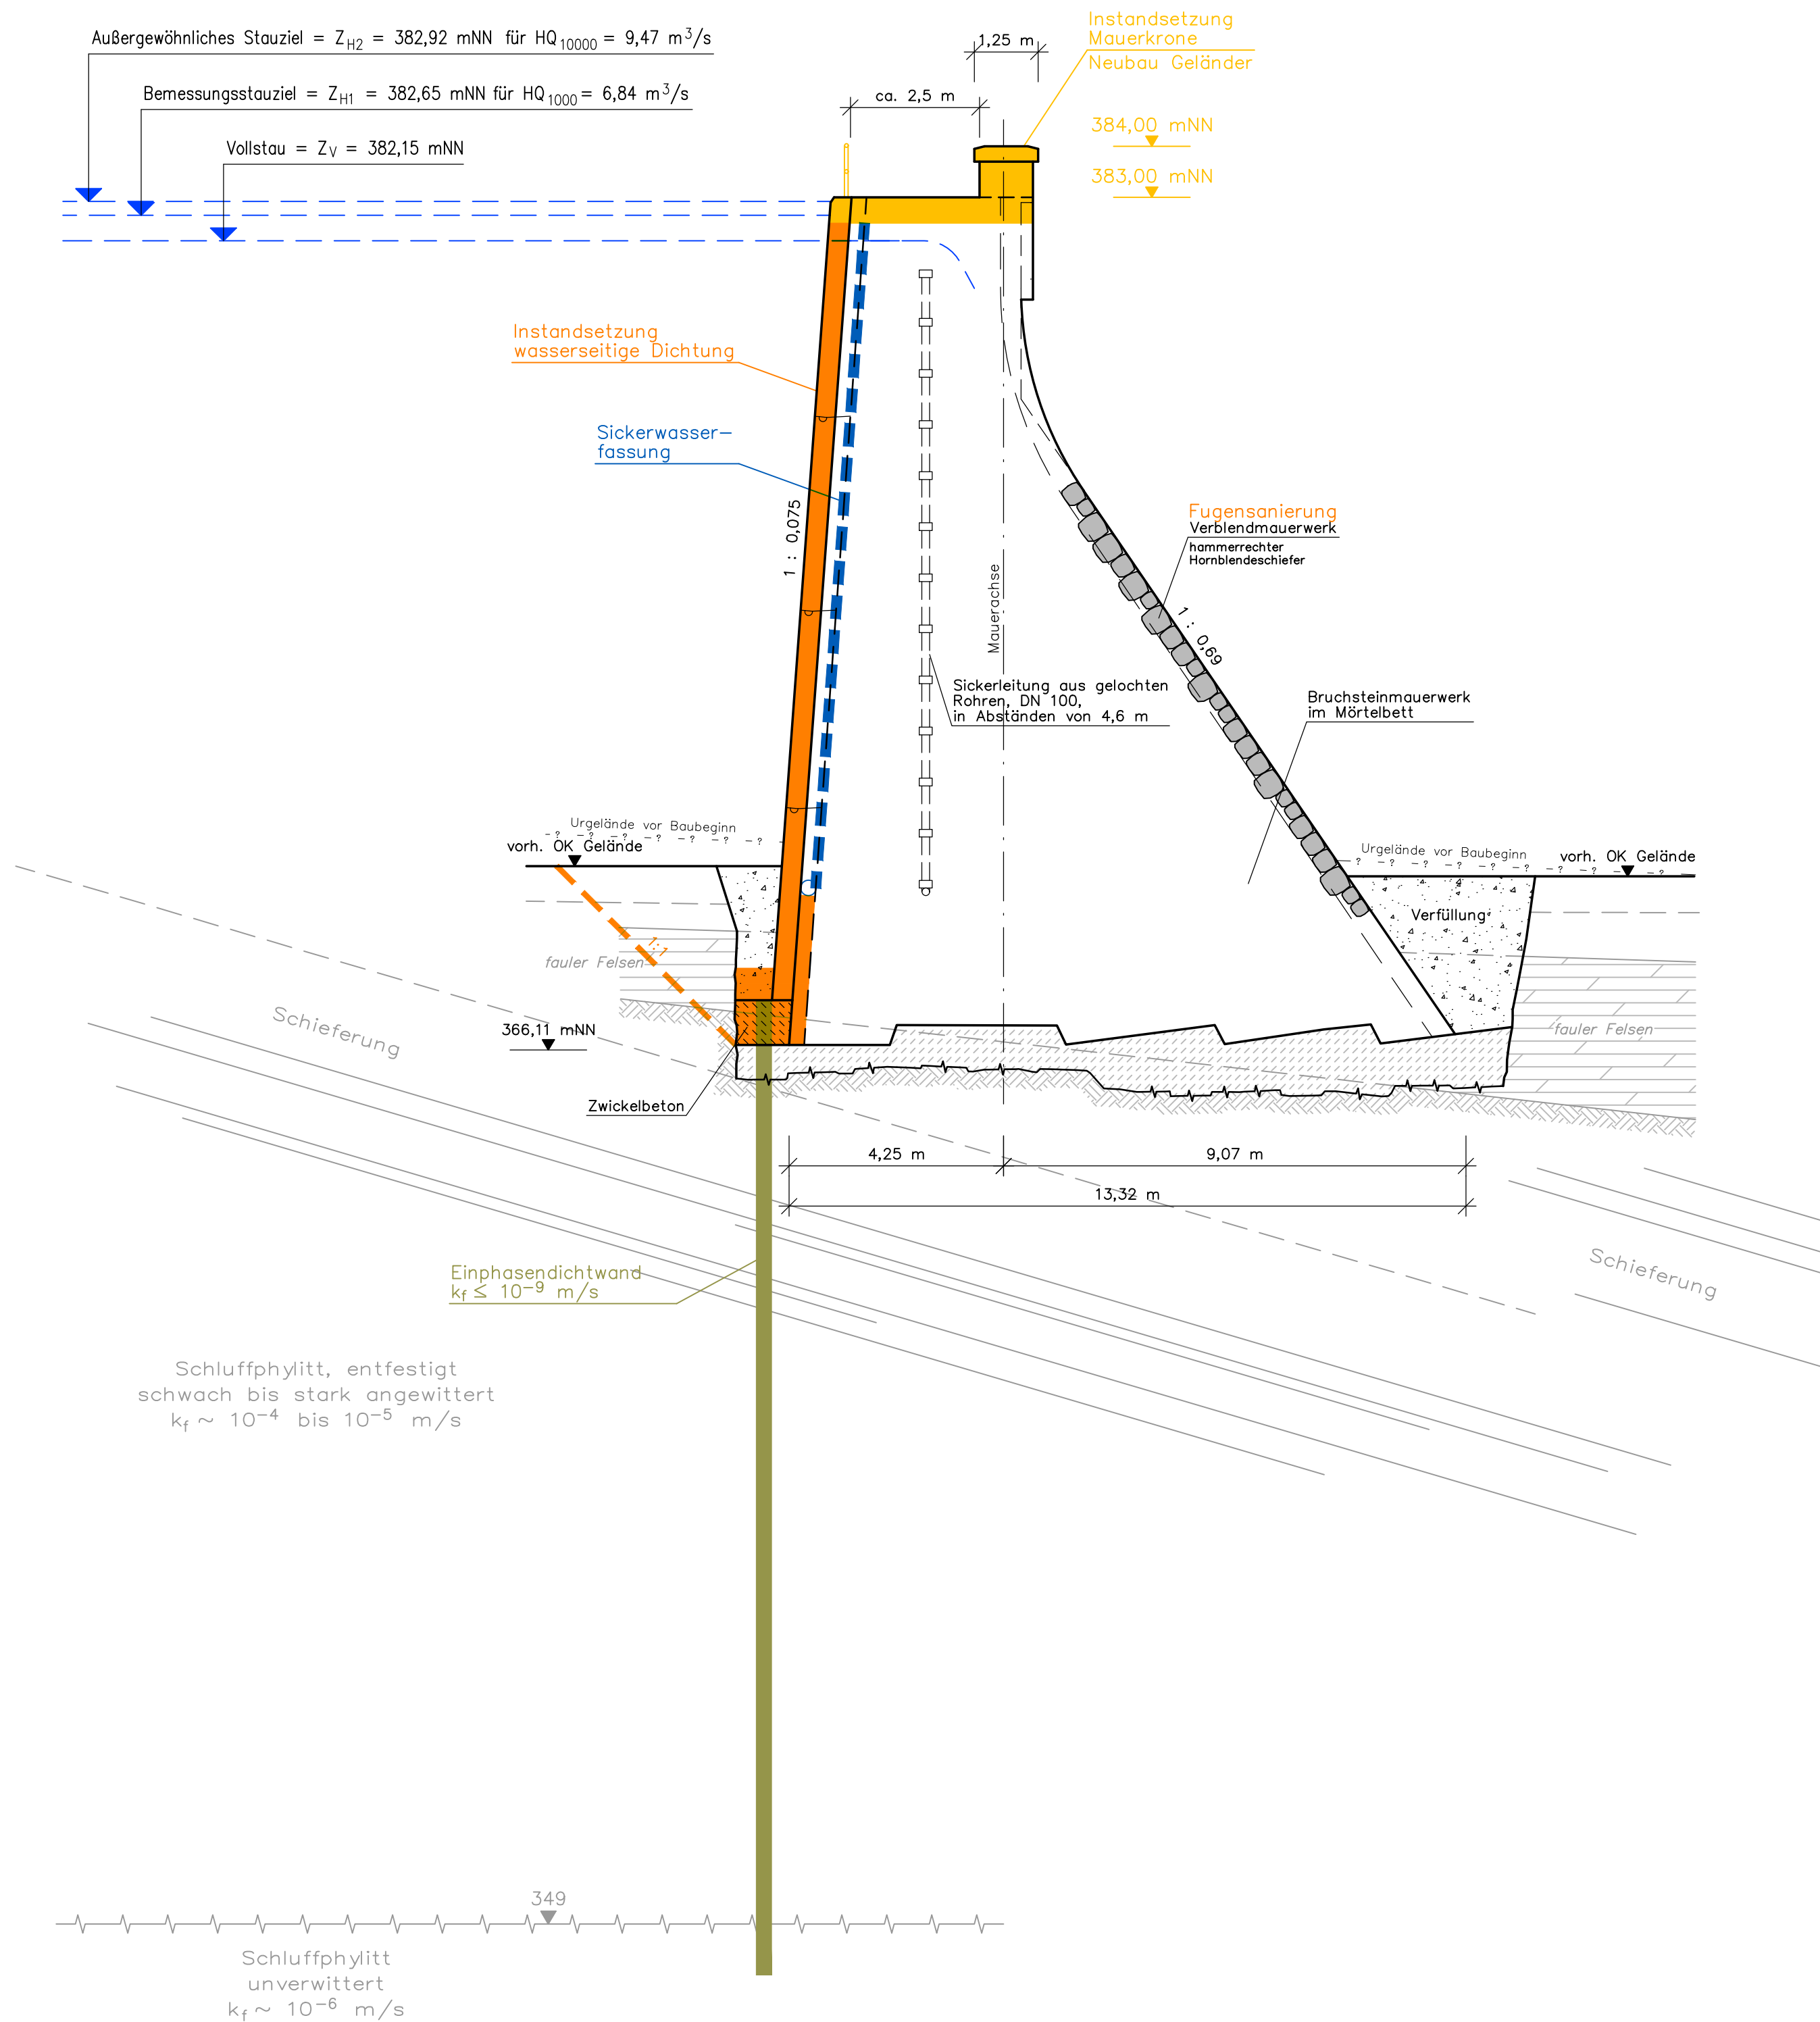 Instandsetzung
Mauerkrone
Neubau Geländer
Außergewöhnliches Stauziel = Z_H2 = 382,92 mNN für HQ_10000 = 9,47 m³/s
1,25 m
Bemessungsstauziel = Z_H1 = 382,65 mNN für HQ_1000 = 6,84 m³/s
ca. 2,5 m
Vollstau = Z_V = 382,15 mNN
384,00 mNN
383,00 mNN
Instandsetzung
wasserseitige Dichtung
Sickerwasser–
fassung
1 : 0,075
Mauerachse
Fugensanierung
Verblendmauerwerk
hammerrechter
Hornblendeschiefer
1 : 0,69
Sickerleitung aus gelochten
Rohren, DN 100,
in Abständen von 4,6 m
Bruchsteinmauerwerk
im Mörtelbett
Urgelände vor Baubeginn
– ? – ? – ? – ? – ?
vorh. OK Gelände
Urgelände vor Baubeginn
– ? – ? – ? – ? – ? – ?
vorh. OK Gelände
Verfüllung
1:1
fauler Felsen
fauler Felsen
Schieferung
366,11 mNN
Zwickelbeton
4,25 m
9,07 m
13,32 m
Einphasendichtwand
k_f ≤ 10⁻⁹ m/s
Schieferung
Schluffphylitt, entfestigt
schwach bis stark angewittert
k_f ~ 10⁻⁴ bis 10⁻⁵ m/s
349
Schluffphylitt
unverwittert
k_f ~ 10⁻⁶ m/s